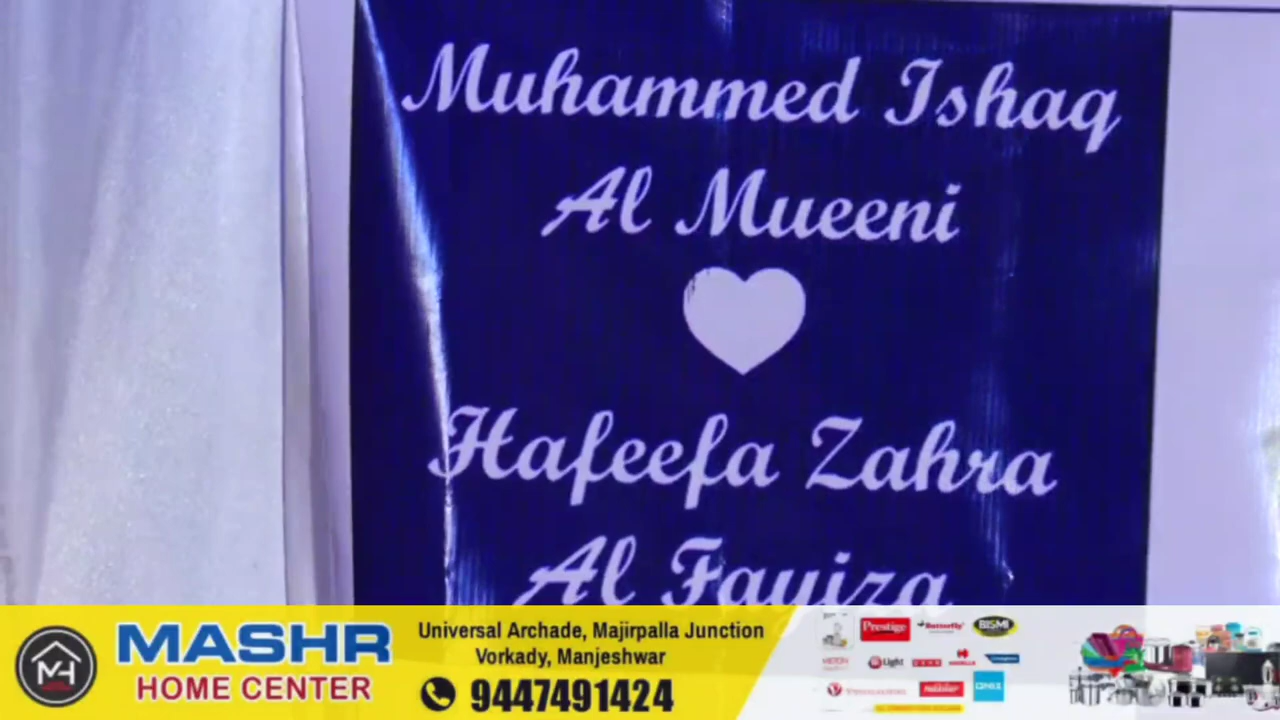 Muhammed Ishaq
Al Mueeni
Hafeefa Zahra
Al Fayiza
MASHR
HOME CENTER
Universal Archade, Majirpalla Junction
Vorkady, Manjeshwar
9447491424
Prestige
Butterfly
BISMI
Light